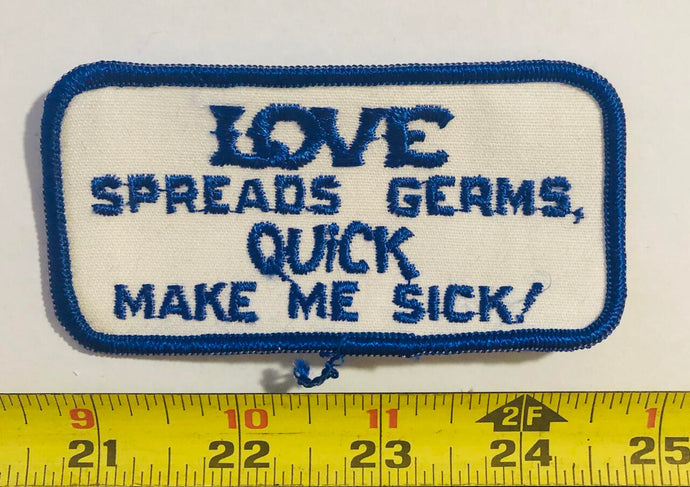 LOVE
SPREADS GERMS,
QUiCK
MAKE ME SICK!
9 10 11 2F 1
21 22 23 24 25